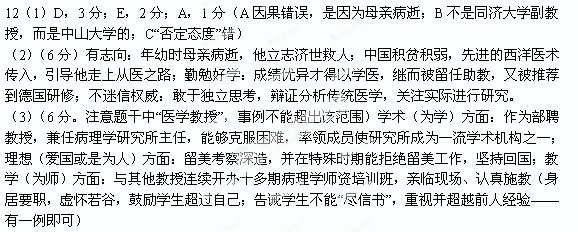 12（1）D，3 分；E，2 分；A，1 分（A 因果错误，是因为母亲病逝；B 不是同济大学副教
授，而是中山大学的；C“否定态度”错）
（2）（6 分）有志向：年幼时母亲病逝，他立志济世救人；中国积贫积弱，先进的西洋医术
传入，引导他走上从医之路；勤勉好学：成绩优异才得以学医，继而被留任助教，又被推荐
到德国研修；不迷信权威：敢于独立思考，辩证分析传统医学，关注实际进行研究。
（3）（6 分。注意题干中“医学教授”，事例不能超出该范围）学术（为学）方面：作为部聘
教授，兼任病理学研究所主任，能够克服困难，率领成员使研究所成为一流学术机构之一；
理想（爱国或是为人）方面：留美考察深造，并在特殊时期能拒绝留美工作，坚持回国；教
学（为师）方面：与其他教授连续开办十多期病理学师资培训班，亲临现场、认真施教（身
居要职，虚怀若谷，鼓励学生超过自己；告诫学生不能“尽信书”，重视并超越前人经验——
有一例即可）